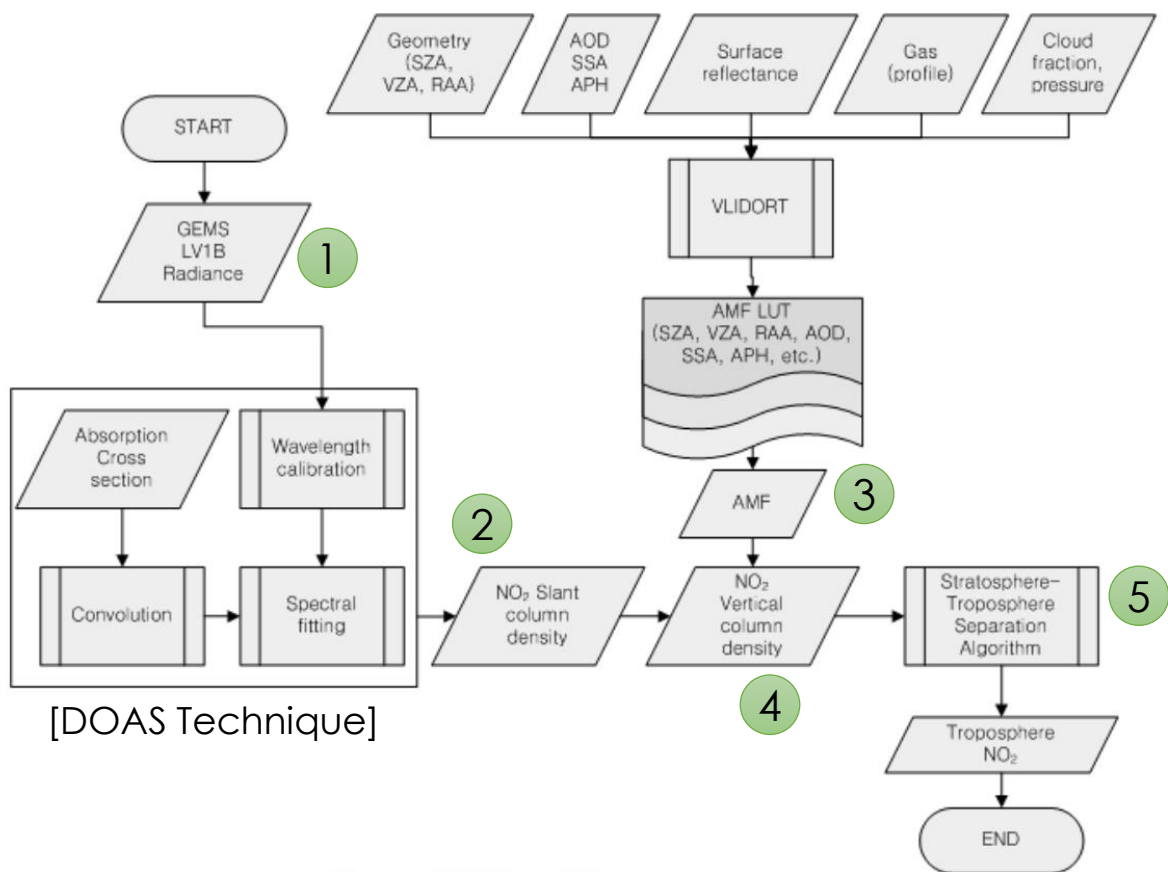 Geometry
(SZA,
VZA, RAA)
AOD
SSA
APH
Surface
reflectance
Gas
(profile)
Cloud
fraction,
pressure
START
VLIDORT
GEMS
LV1B
Radiance
1
AMF LUT
(SZA, VZA, RAA, AOD,
SSA, APH, etc.)
Absorption
Cross
section
Wavelength
calibration
AMF
3
2
Convolution
Spectral
fitting
NO₂ Slant
column
density
NO₂
Vertical
column
density
Stratosphere-
Troposphere
Separation
Algorithm
5
4
[DOAS Technique]
Troposphere
NO₂
END